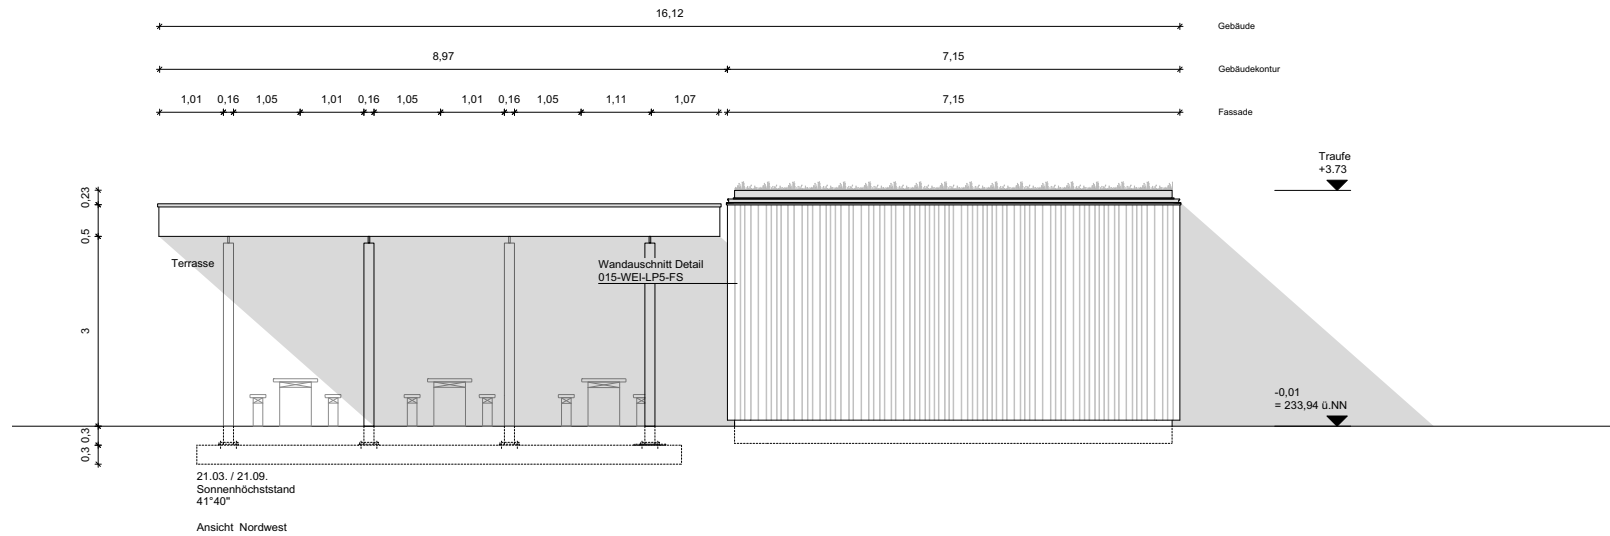 16,12
Gebäude
8,97
7,15
Gebäudekontur
1,01 0,16 1,05 1,01 0,16 1,05 1,01 0,16 1,05 1,11 1,07
7,15
Fassade
Traufe
+3.73
0,23
0,5
3
0,3
0,3
Terrasse
Wandauschnitt Detail
015-WEI-LP5-FS
-0,01
= 233,94 ü.NN
21.03. / 21.09.
Sonnenhöchststand
41°40"
Ansicht Nordwest